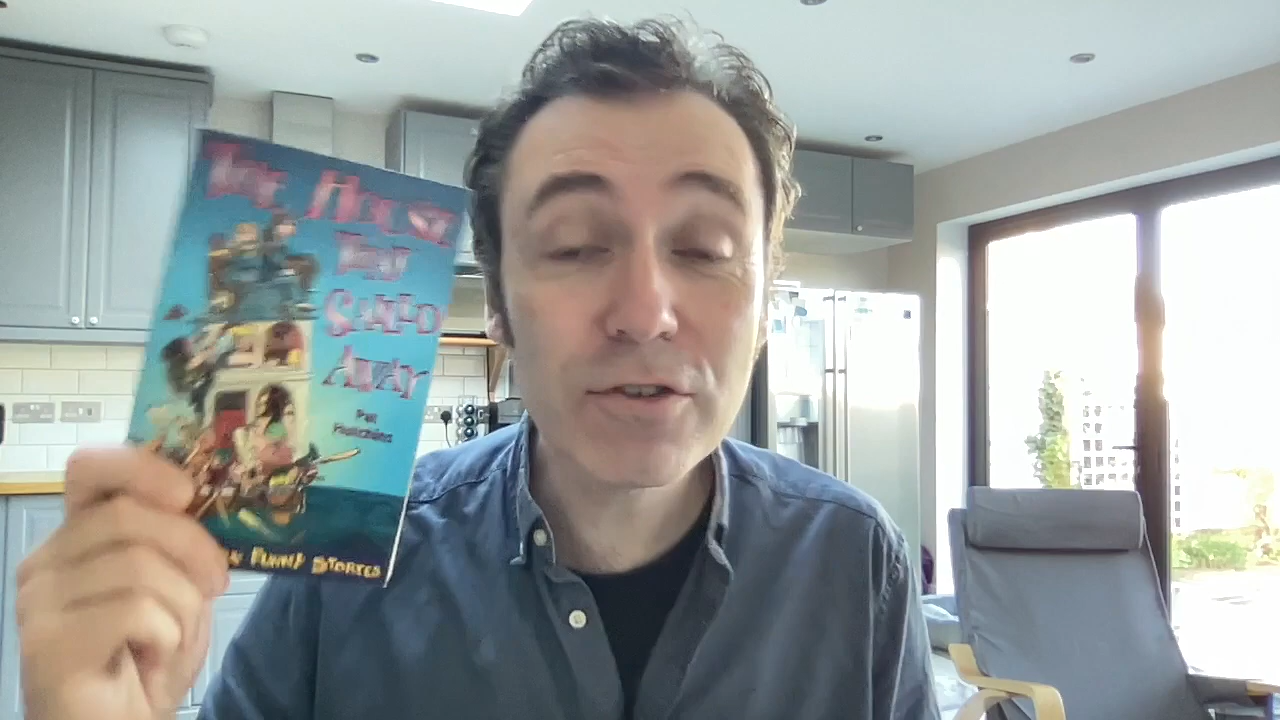 THE HOUSE
THAT
SAILED
AWAY
Pat
Hutchins
FUNNY STORIES